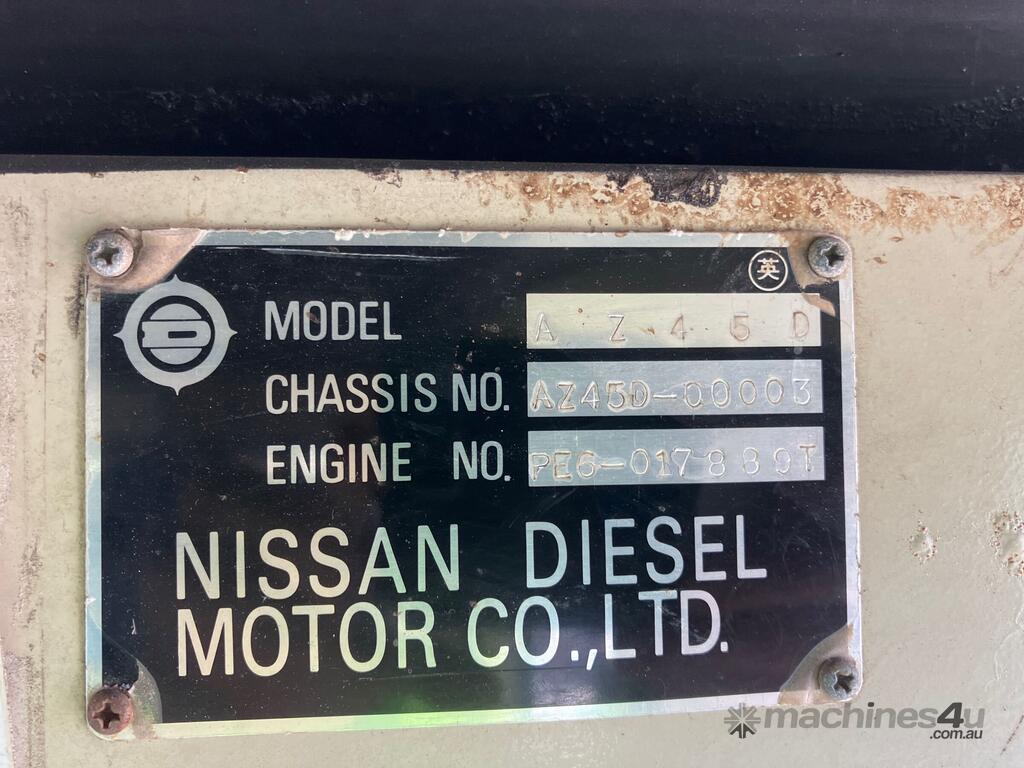 英
D
MODEL A Z 4 5 D
CHASSIS NO. AZ45D-00003
ENGINE NO. PE6-017880T
NISSAN DIESEL
MOTOR CO.,LTD.
machines4u
.com.au